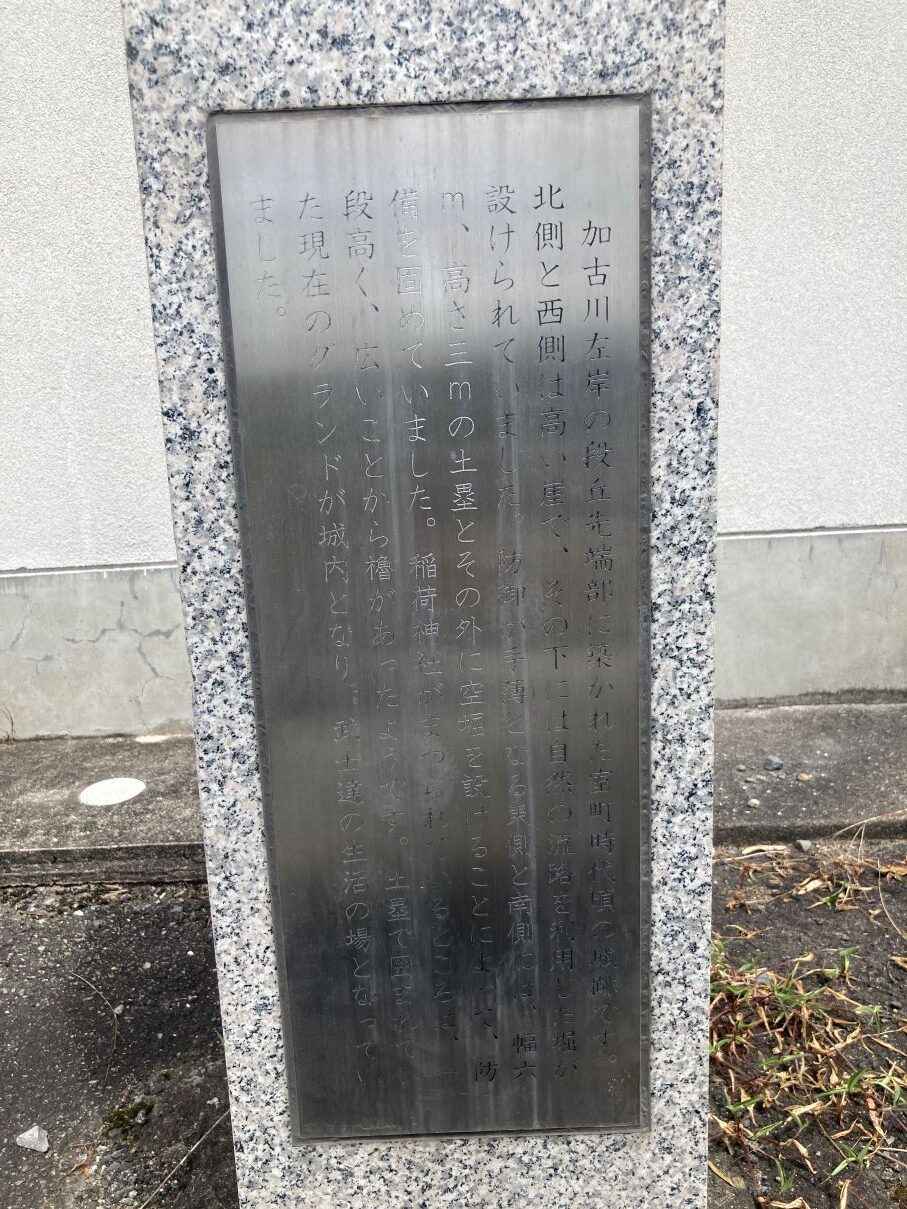 加古川左岸の段丘先端部に築かれた室町時代頃の城跡です。
北側と西側は高い崖で、その下には自然の流路を利用した堀が
設けられていました。防御が手薄となる東側と南側には、幅六
m、高さ三mの土塁とその外に空堀を設けることによって、防
備を固めていました。稲荷神社がまつられているところは、一
段高く、広いことから櫓があったようです。土塁で囲まれて
た現在のグランドが城内となり、武士達の生活の場となってい
ました。